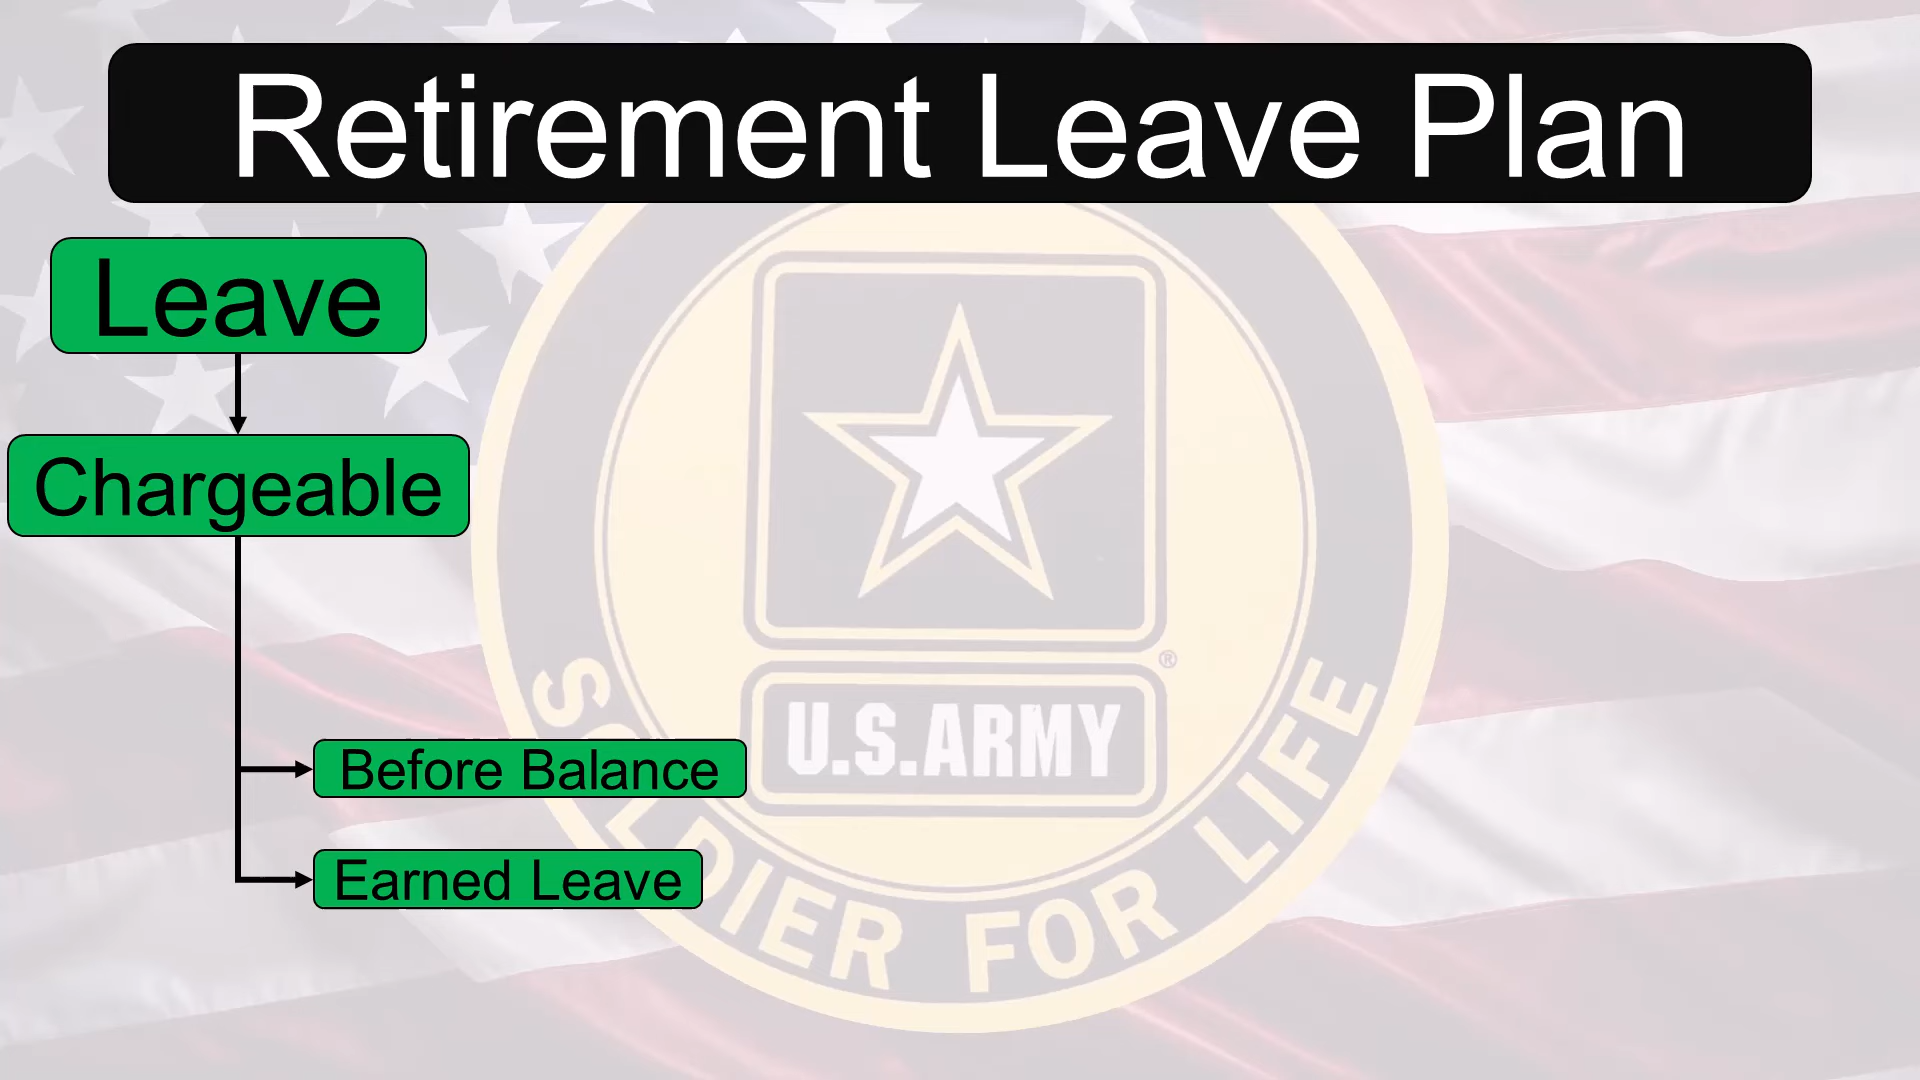 Retirement Leave Plan
Leave
Chargeable
Before Balance
Earned Leave
®
U.S.ARMY
SOLDIER FOR LIFE